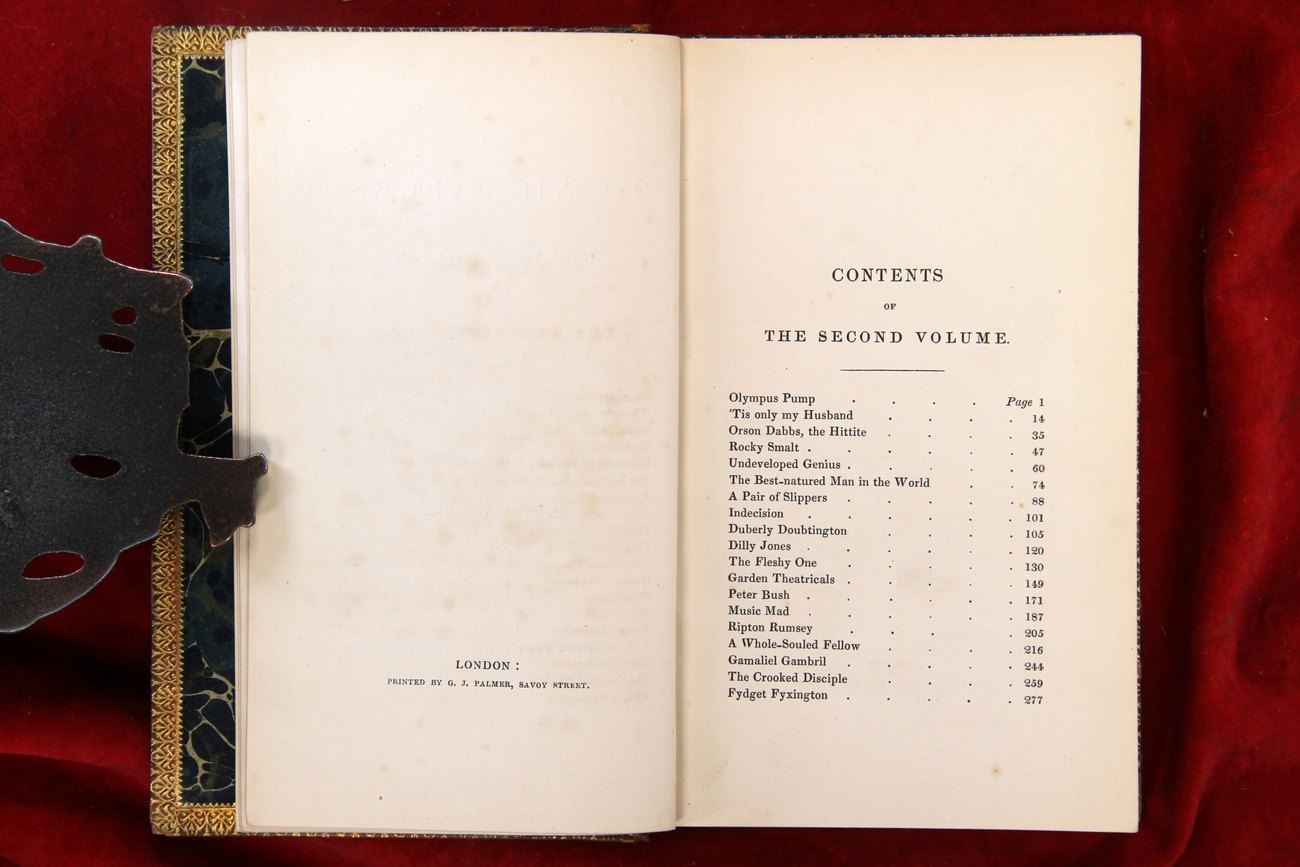 LONDON :
PRINTED BY G. J. PALMER, SAVOY STREET.
CONTENTS
OF
THE SECOND VOLUME.
Olympus Pump . . . . Page 1
'Tis only my Husband . . . . 14
Orson Dabbs, the Hittite . . . . 35
Rocky Smalt . . . . . . 47
Undeveloped Genius . . . . . 60
The Best-natured Man in the World . . 74
A Pair of Slippers . . . . . 88
Indecision . . . . . . 101
Duberly Doubtington . . . . 105
Dilly Jones . . . . . . 120
The Fleshy One . . . . . 130
Garden Theatricals . . . . . 149
Peter Bush . . . . . . 171
Music Mad . . . . . . 187
Ripton Rumsey . . . . 205
A Whole-Souled Fellow . . . . 216
Gamaliel Gambril . . . . . 244
The Crooked Disciple . . . . 259
Fydget Fyxington . . . . . 277